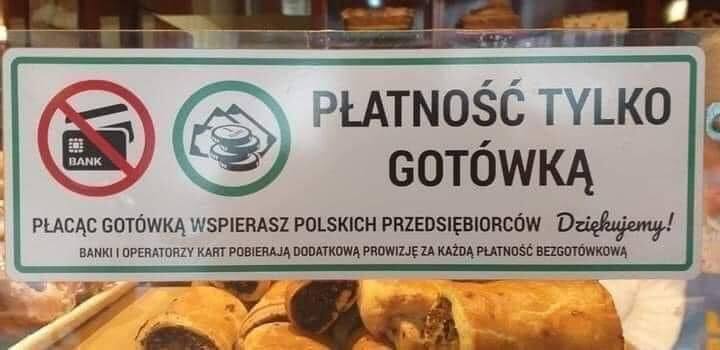 BANK
PŁATNOŚĆ TYLKO
GOTÓWKĄ
PŁACĄC GOTÓWKĄ WSPIERASZ POLSKICH PRZEDSIĘBIORCÓW Dziękujemy!
BANKI I OPERATORZY KART POBIERAJĄ DODATKOWĄ PROWIZJĘ ZA KAŻDĄ PŁATNOŚĆ BEZGOTÓWKOWĄ